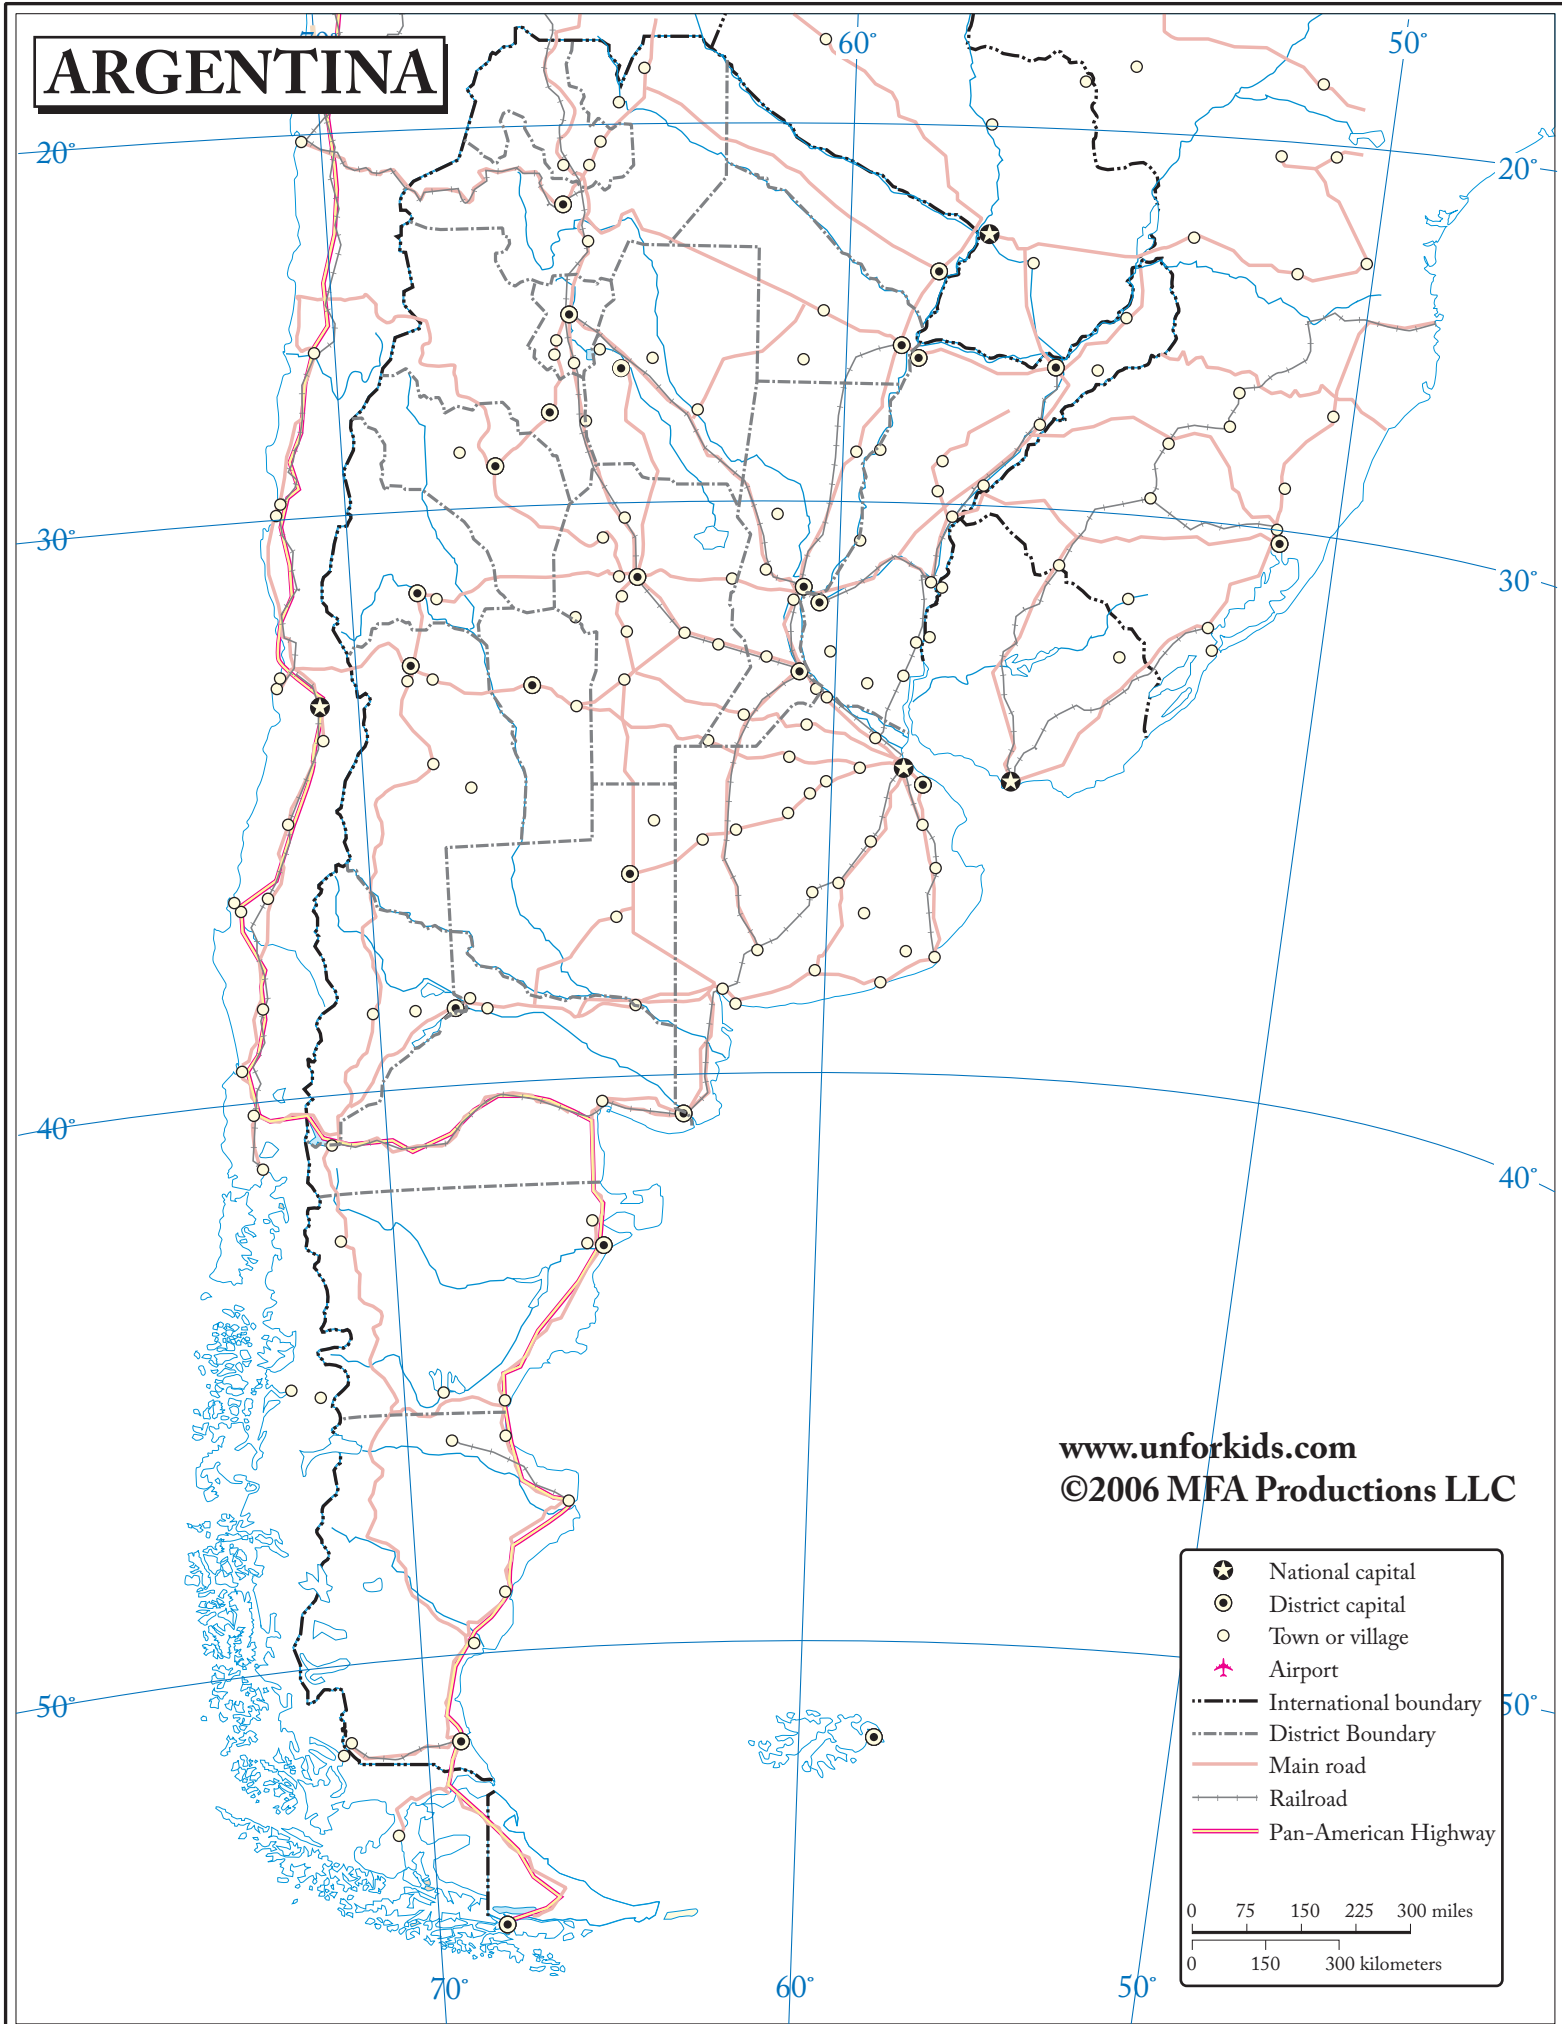 70°
60°
50°
ARGENTINA
20°
20°
30°
30°
40°
40°
www.unforkids.com
©2006 MFA Productions LLC
National capital
District capital
Town or village
Airport
International boundary
50°
50°
District Boundary
Main road
Railroad
Pan-American Highway
0 75 150 225 300 miles
0 150 300 kilometers
70°
60°
50°